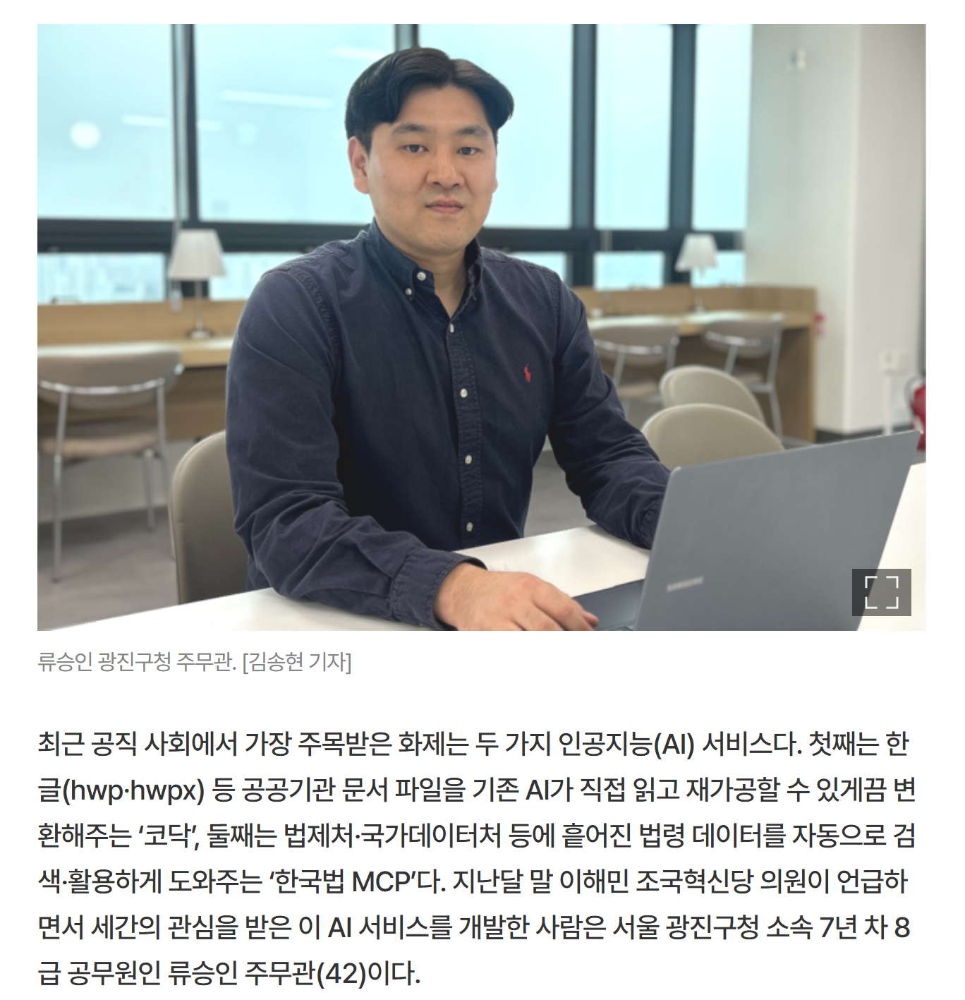 SAMSUNG
류승인 광진구청 주무관. [김송현 기자]
최근 공직 사회에서 가장 주목받은 화제는 두 가지 인공지능(AI) 서비스다. 첫째는 한
글(hwp·hwpx) 등 공공기관 문서 파일을 기존 AI가 직접 읽고 재가공할 수 있게끔 변
환해주는 ‘코닥’, 둘째는 법제처·국가데이터처 등에 흩어진 법령 데이터를 자동으로 검
색·활용하게 도와주는 ‘한국법 MCP’다. 지난달 말 이해민 조국혁신당 의원이 언급하
면서 세간의 관심을 받은 이 AI 서비스를 개발한 사람은 서울 광진구청 소속 7년 차 8
급 공무원인 류승인 주무관(42)이다.